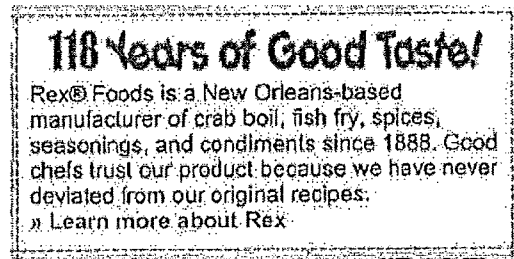 118 Years of Good Taste!
Rex® Foods is a New Orleans-based
manufacturer of crab boil, fish fry, spices,
seasonings, and condiments since 1888. Good
chefs trust our product because we have never
deviated from our original recipes.
» Learn more about Rex